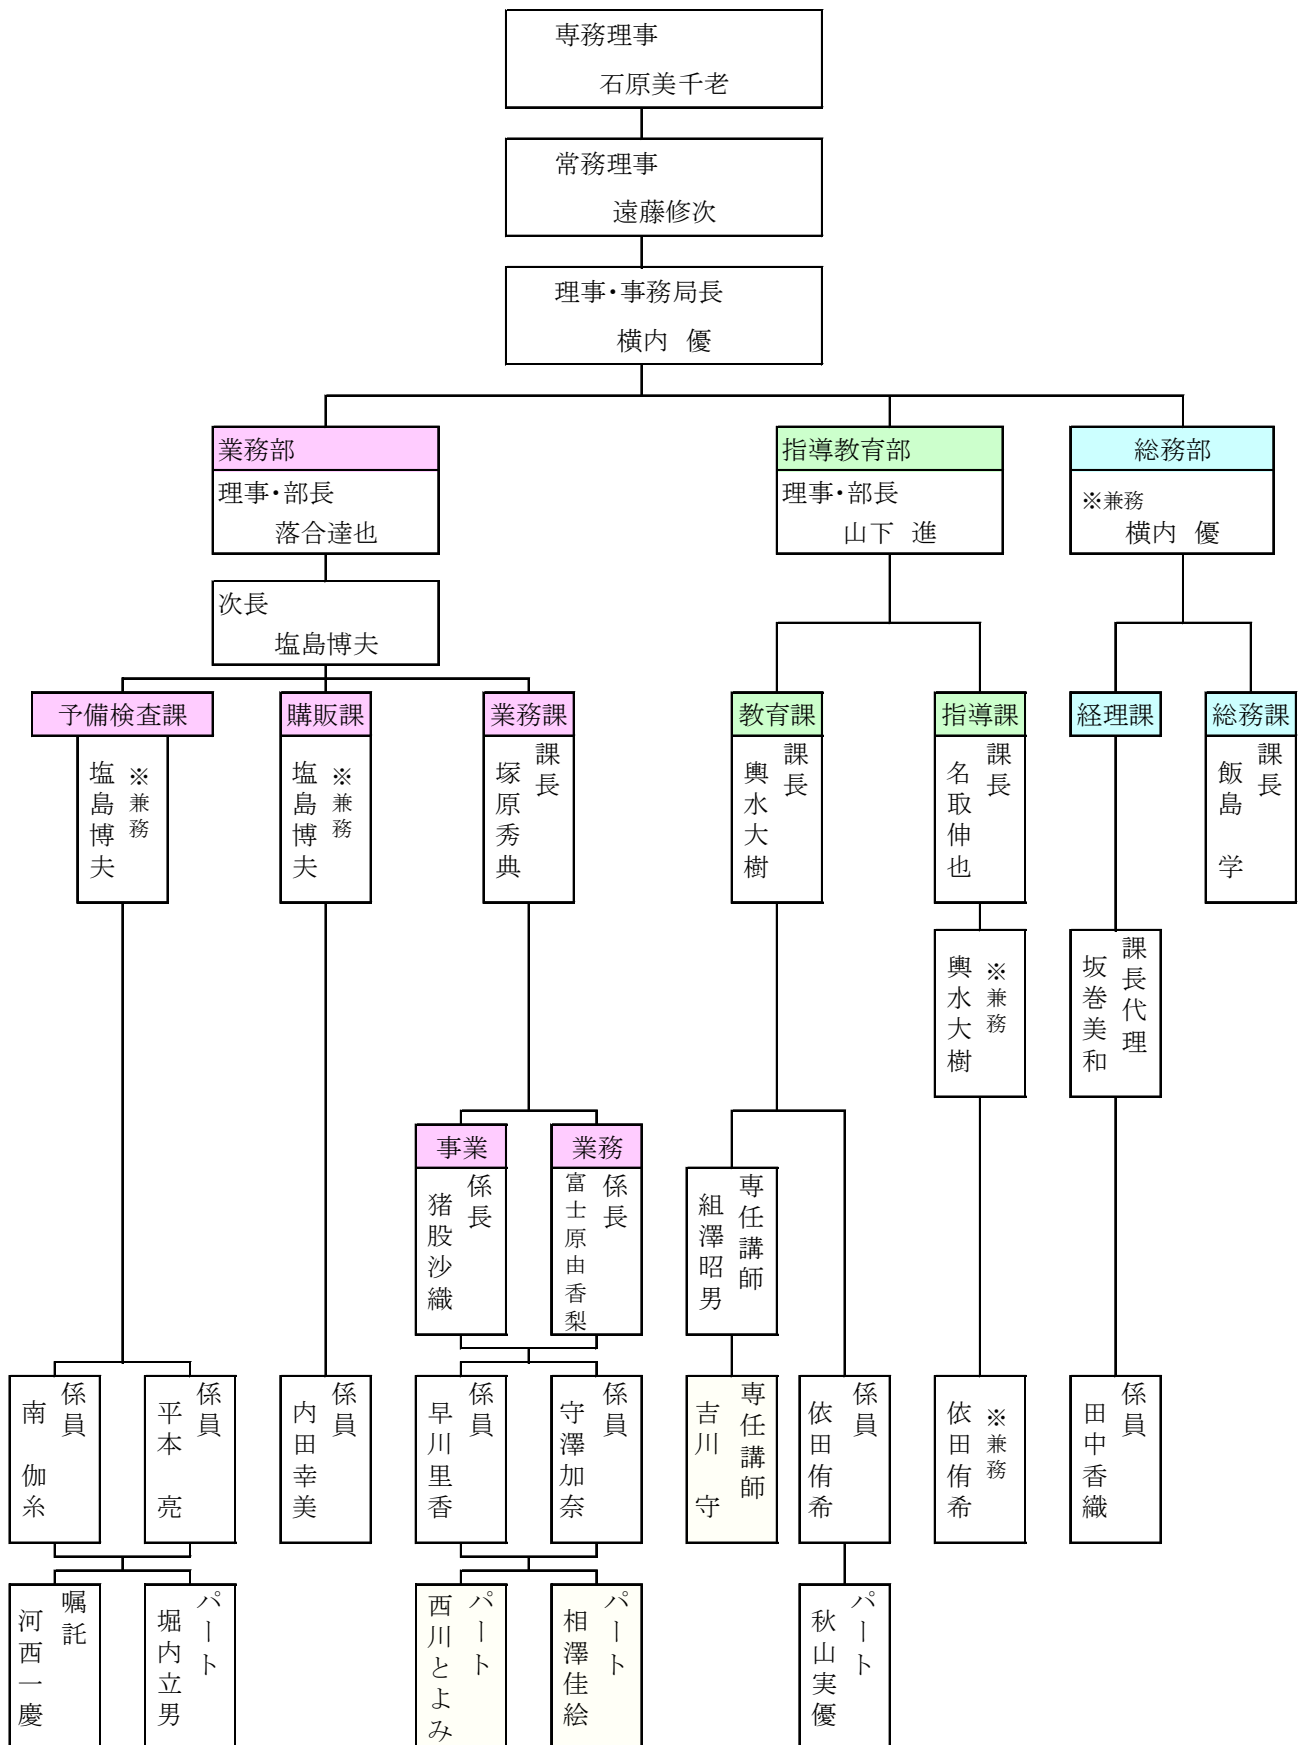 専務理事
石原美千老
常務理事
遠藤修次
理事・事務局長
横内 優
業務部
理事・部長
落合達也
指導教育部
理事・部長
山下 進
総務部
※兼務
横内 優
次長
塩島博夫
予備検査課
※兼務
塩島博夫
購販課
※兼務
塩島博夫
業務課
課長
塚原秀典
教育課
課長
輿水大樹
指導課
課長
名取伸也
経理課
総務課
課長
飯島 学
※兼務
輿水大樹
課長代理
坂巻美和
事業
係長
猪股沙織
業務
係長
富士原由香梨
専任講師
組澤昭男
係員
南 伽糸
係員
平本 亮
係員
内田幸美
係員
早川里香
係員
守澤加奈
専任講師
吉川 守
係員
依田侑希
※兼務
依田侑希
係員
田中香織
嘱託
河西一慶
パート
堀内立男
パート
西川とよみ
パート
相澤佳絵
パート
秋山実優